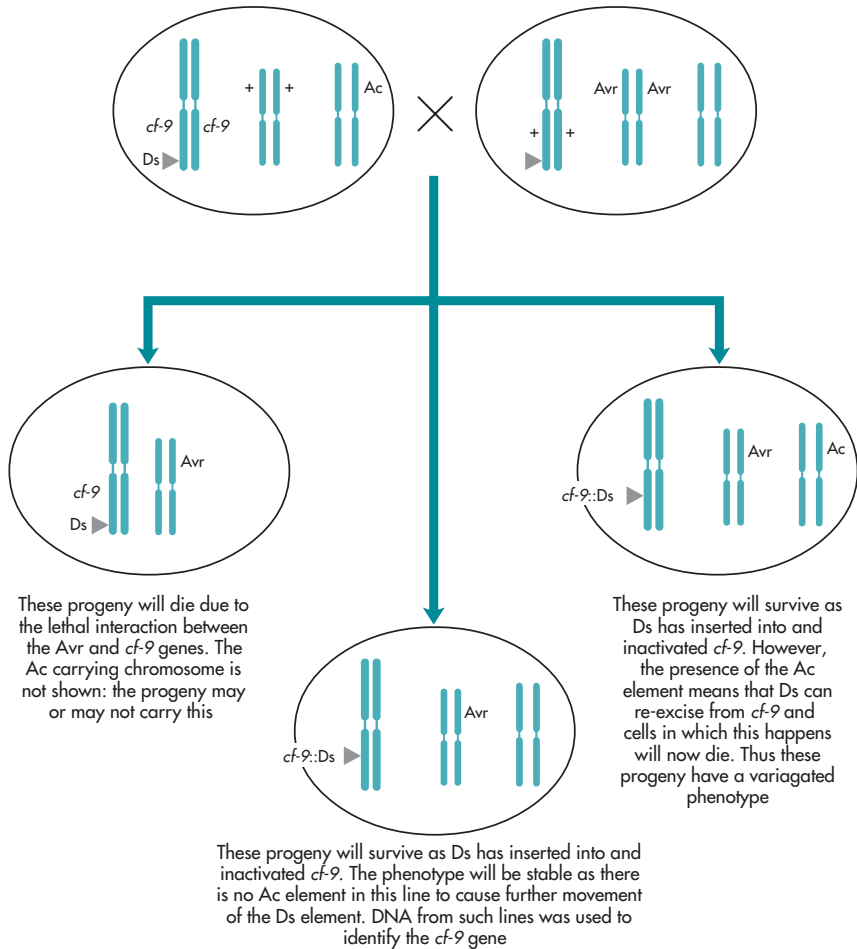 + + Ac
cf-9 cf-9
Ds
Avr Avr
+ +
Avr
cf-9
Ds
These progeny will die due to
the lethal interaction between
the Avr and cf-9 genes. The
Ac carrying chromosome is
not shown: the progeny may
or may not carry this
Avr
cf-9::Ds
These progeny will survive as Ds has inserted into and
inactivated cf-9. The phenotype will be stable as there
is no Ac element in this line to cause further movement
of the Ds element. DNA from such lines was used to
identify the cf-9 gene
Avr Ac
cf-9::Ds
These progeny will survive as
Ds has inserted into and
inactivated cf-9. However,
the presence of the Ac
element means that Ds can
re-excise from cf-9 and
cells in which this happens
will now die. Thus these
progeny have a variagated
phenotype